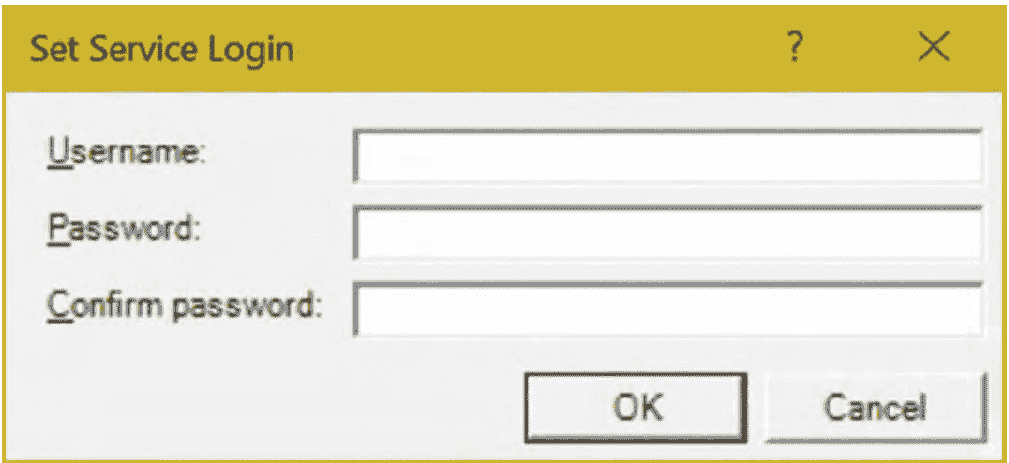 Set Service Login ?
Username:
Password:
Confirm password:
OK Cancel